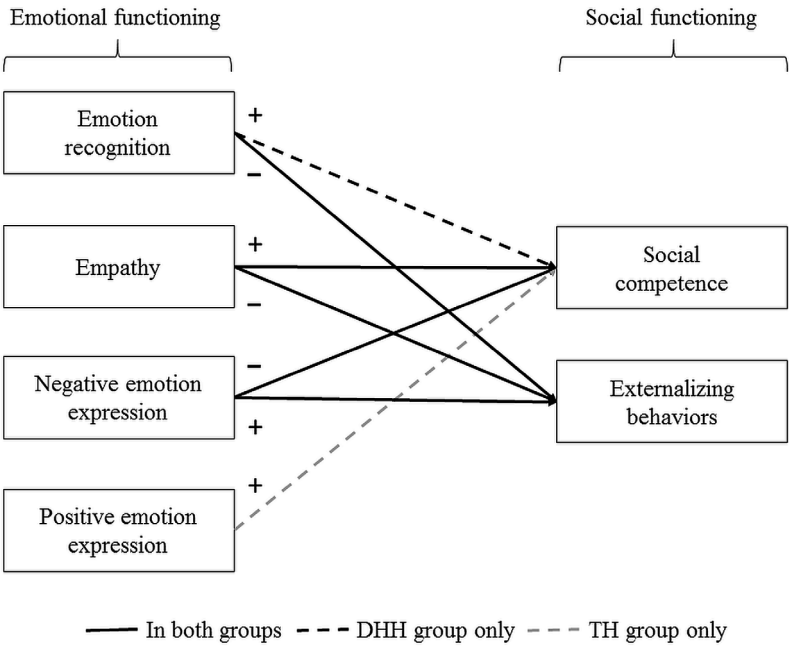 Emotional functioning
Social functioning
Emotion
recognition
+
−
Empathy
+
−
Social
competence
Negative emotion
expression
−
+
Externalizing
behaviors
Positive emotion
expression
+
In both groups
DHH group only
TH group only